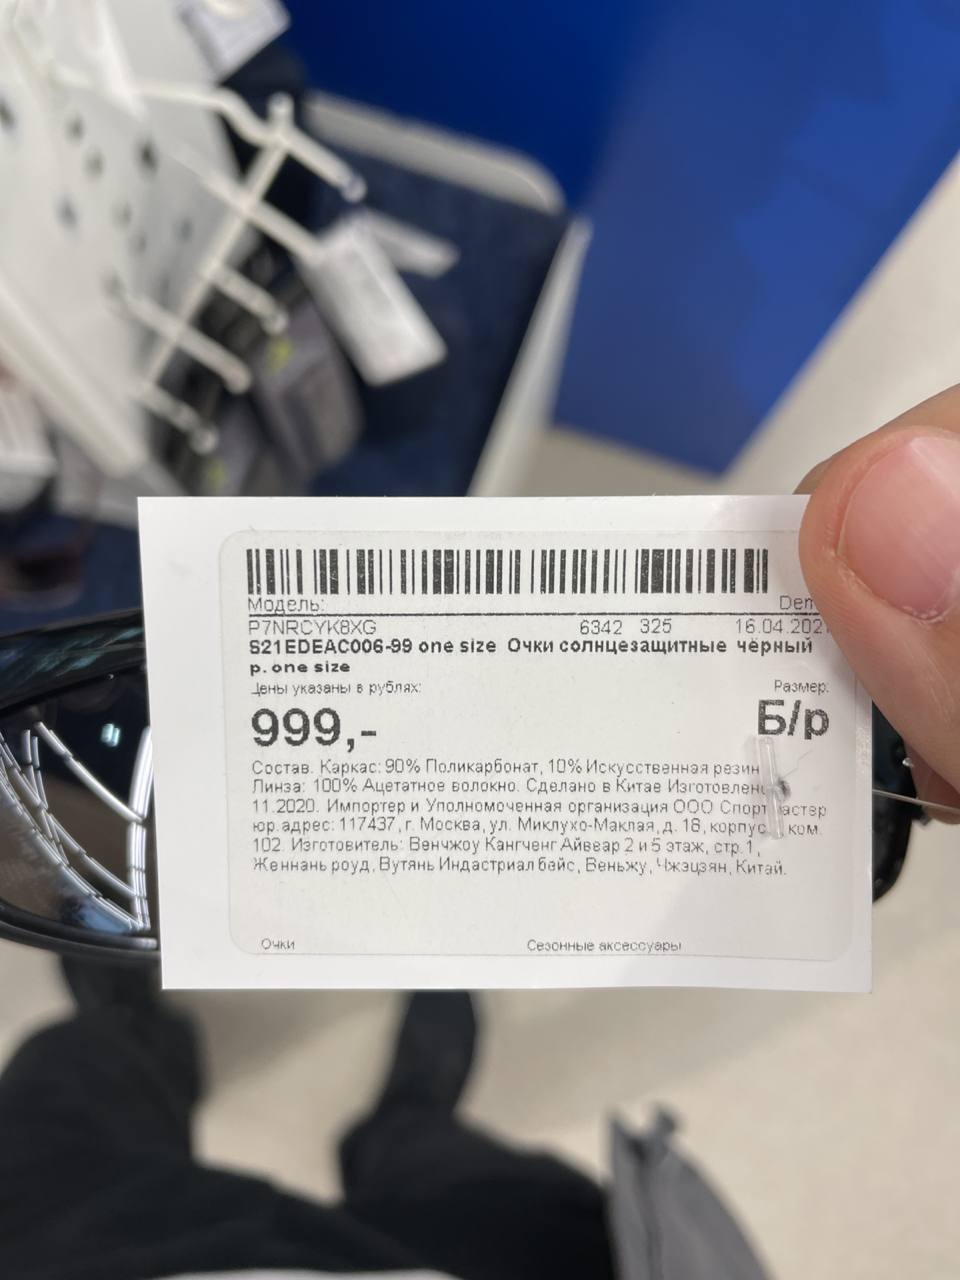 Модель:
P7NRCYK8XG 6342 325 16.04.2021
S21EDEAC006-99 one size Очки солнцезащитные чёрный
р. one size
Цены указаны в рублях: Размер:
999,- Б/р
Состав. Каркас: 90% Поликарбонат, 10% Искусственная резин
Линза: 100% Ацетатное волокно. Сделано в Китае Изготовлено
11.2020. Импортер и Уполномоченная организация ООО Спортмастер
юр.адрес: 117437, г. Москва, ул. Миклухо-Маклая, д. 18, корпус ком.
102. Изготовитель: Венчжоу Кангченг Айвеар 2 и 5 этаж, стр.1,
Женнань роуд, Вутянь Индастриал бейс, Веньжу, Чжэцзян, Китай.
Очки Сезонные аксессуары